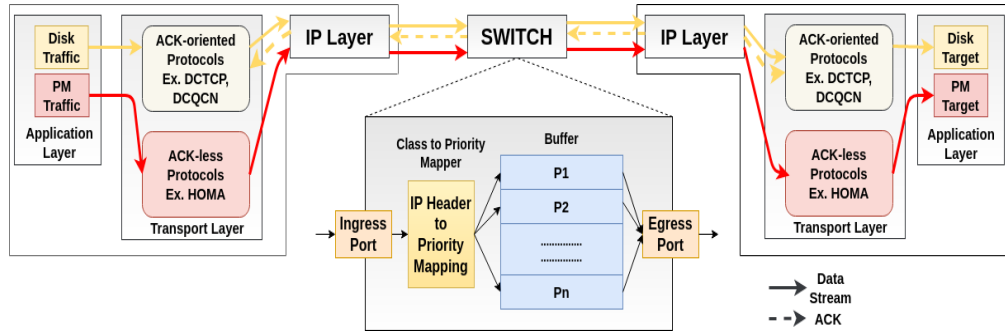 Disk
Traffic
PM
Traffic
Application
Layer
ACK-oriented
Protocols
Ex. DCTCP,
DCQCN
ACK-less
Protocols
Ex. HOMA
Transport Layer
IP Layer
SWITCH
IP Layer
ACK-oriented
Protocols
Ex. DCTCP,
DCQCN
ACK-less
Protocols
Ex. HOMA
Transport Layer
Disk
Target
PM
Target
Application
Layer
Class to Priority
Mapper
Buffer
Ingress
Port
IP Header
to
Priority
Mapping
P1
P2
...............
...............
Pn
Egress
Port
Data
Stream
ACK